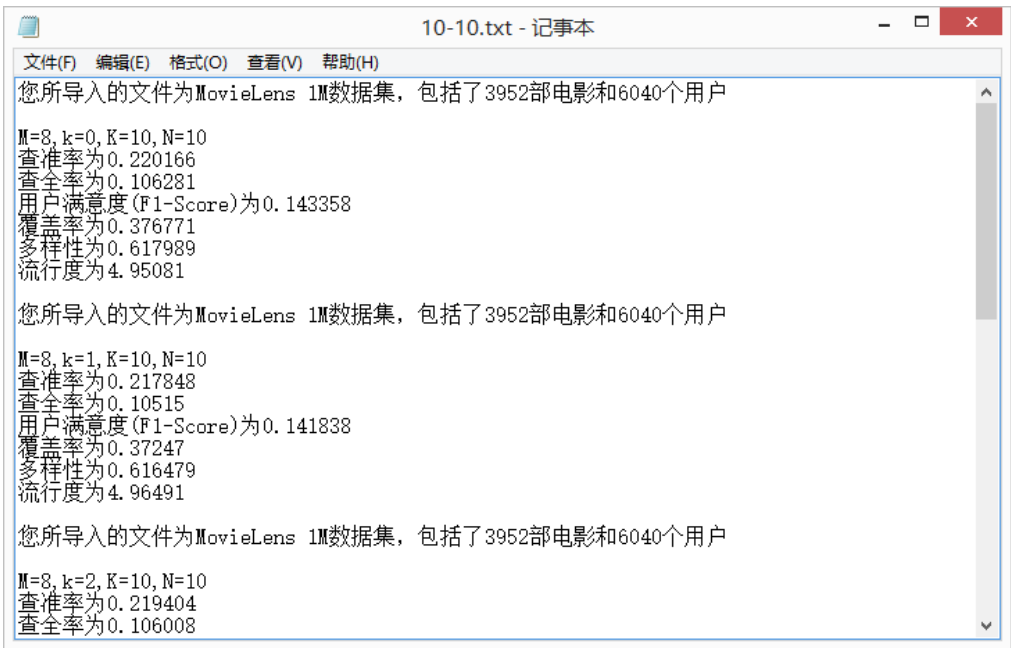 10-10.txt - 记事本
文件(F) 编辑(E) 格式(O) 查看(V) 帮助(H)
您所导入的文件为MovieLens 1M数据集，包括了3952部电影和6040个用户
M=8,k=0,K=10,N=10
查准率为0.220166
查全率为0.106281
用户满意度(F1-Score)为0.143358
覆盖率为0.376771
多样性为0.617989
流行度为4.95081
您所导入的文件为MovieLens 1M数据集，包括了3952部电影和6040个用户
M=8,k=1,K=10,N=10
查准率为0.217848
查全率为0.10515
用户满意度(F1-Score)为0.141838
覆盖率为0.37247
多样性为0.616479
流行度为4.96491
您所导入的文件为MovieLens 1M数据集，包括了3952部电影和6040个用户
M=8,k=2,K=10,N=10
查准率为0.219404
查全率为0.106008